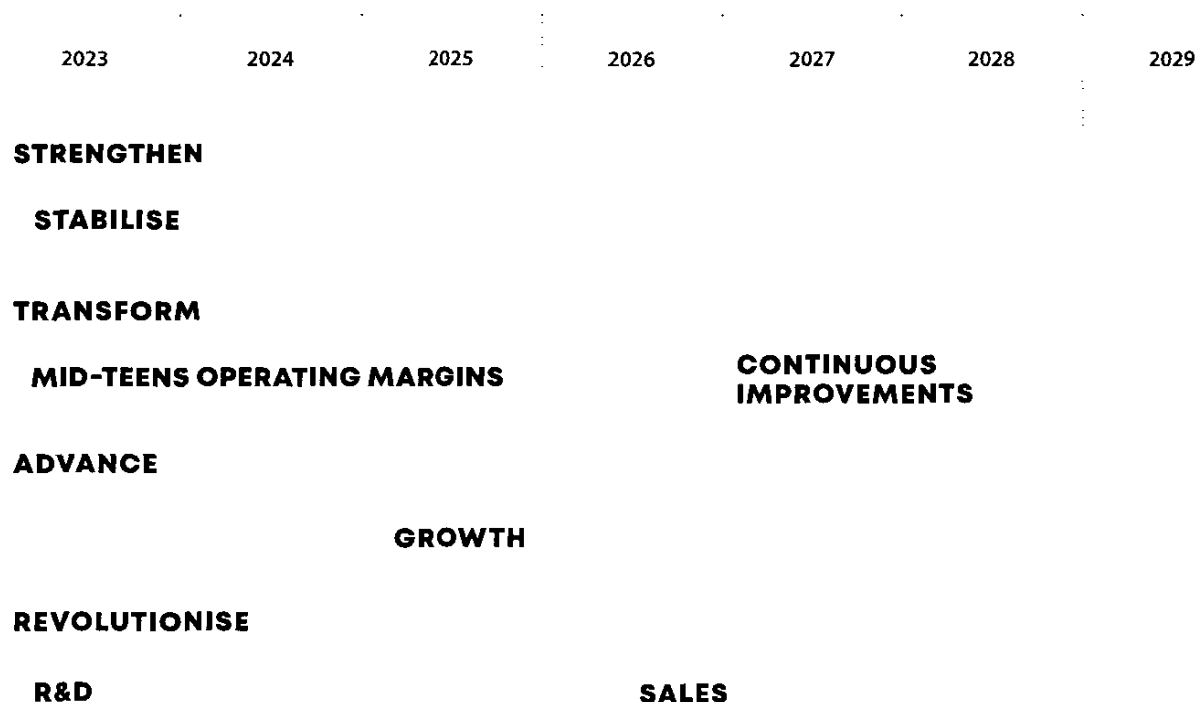 2023 2024 2025 2026 2027 2028 2029
STRENGTHEN
STABILISE
TRANSFORM
MID-TEENS OPERATING MARGINS
CONTINUOUS
IMPROVEMENTS
ADVANCE
GROWTH
REVOLUTIONISE
R&D SALES